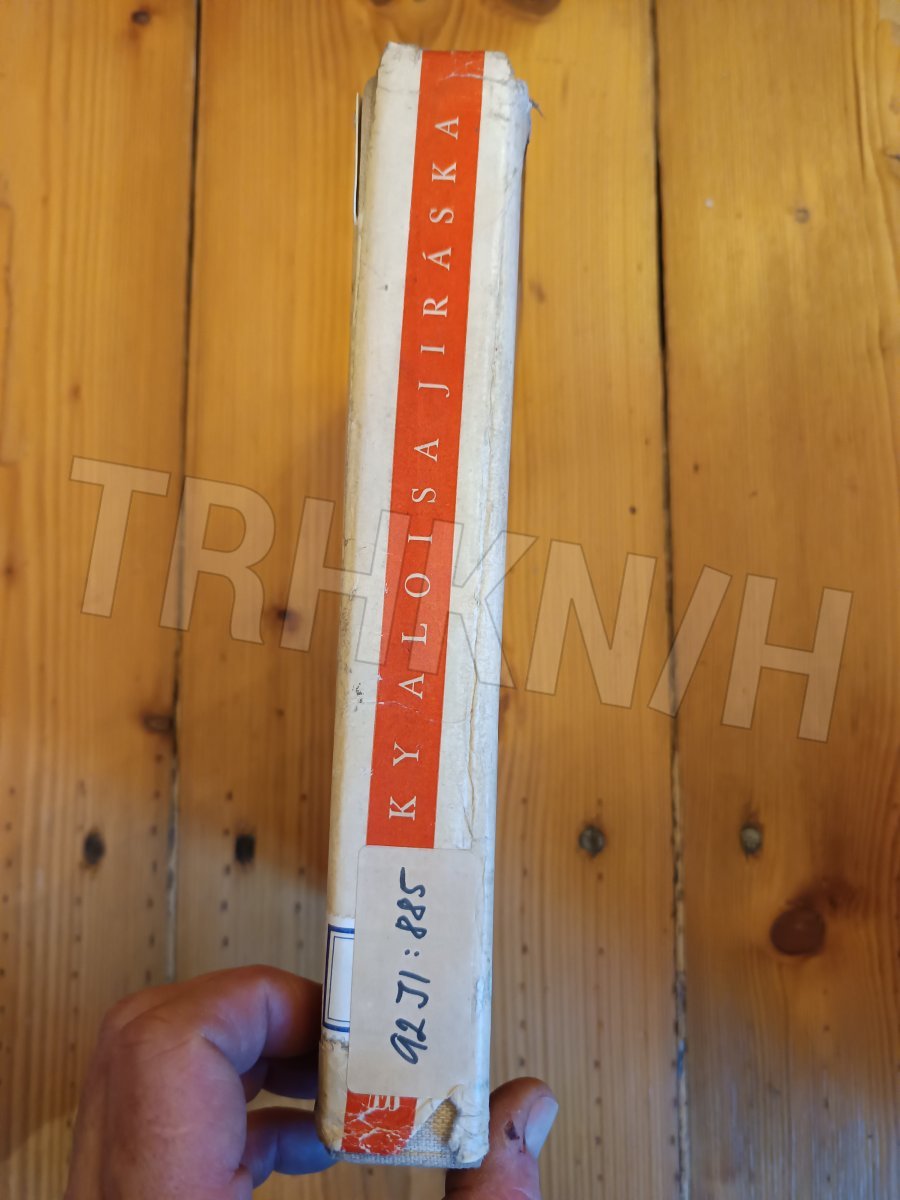 KY ALOISA JIRÁSKA
92 JI: 885
TRHKNIH